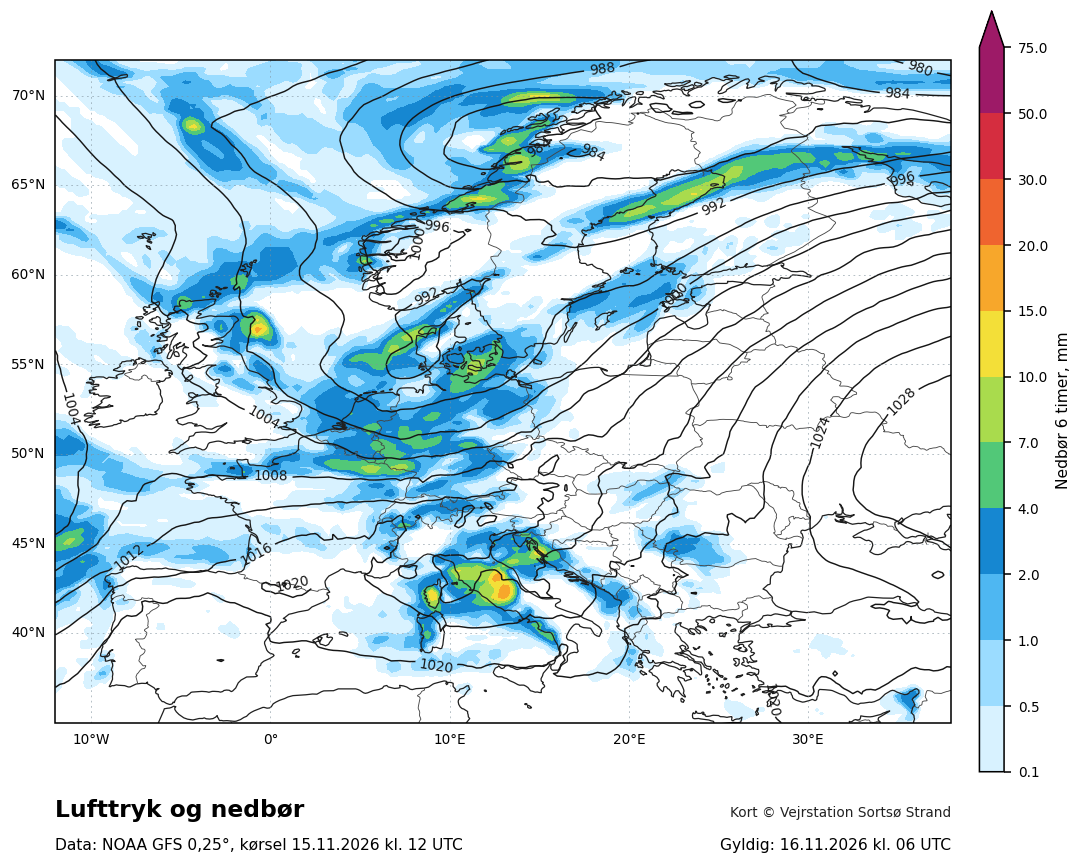 75.0
50.0
30.0
20.0
15.0
10.0
7.0
4.0
2.0
1.0
0.5
0.1
Nedbør 6 timer, mm
70°N
65°N
60°N
55°N
50°N
45°N
40°N
10°W
0°
10°E
20°E
30°E
988
980
984
984
984
996
992
996
1000
992
1000
1004
1004
1008
1012
1016
1020
1020
1020
1024
1028
Lufttryk og nedbør
Kort © Vejrstation Sortsø Strand
Data: NOAA GFS 0,25°, kørsel 15.11.2026 kl. 12 UTC
Gyldig: 16.11.2026 kl. 06 UTC